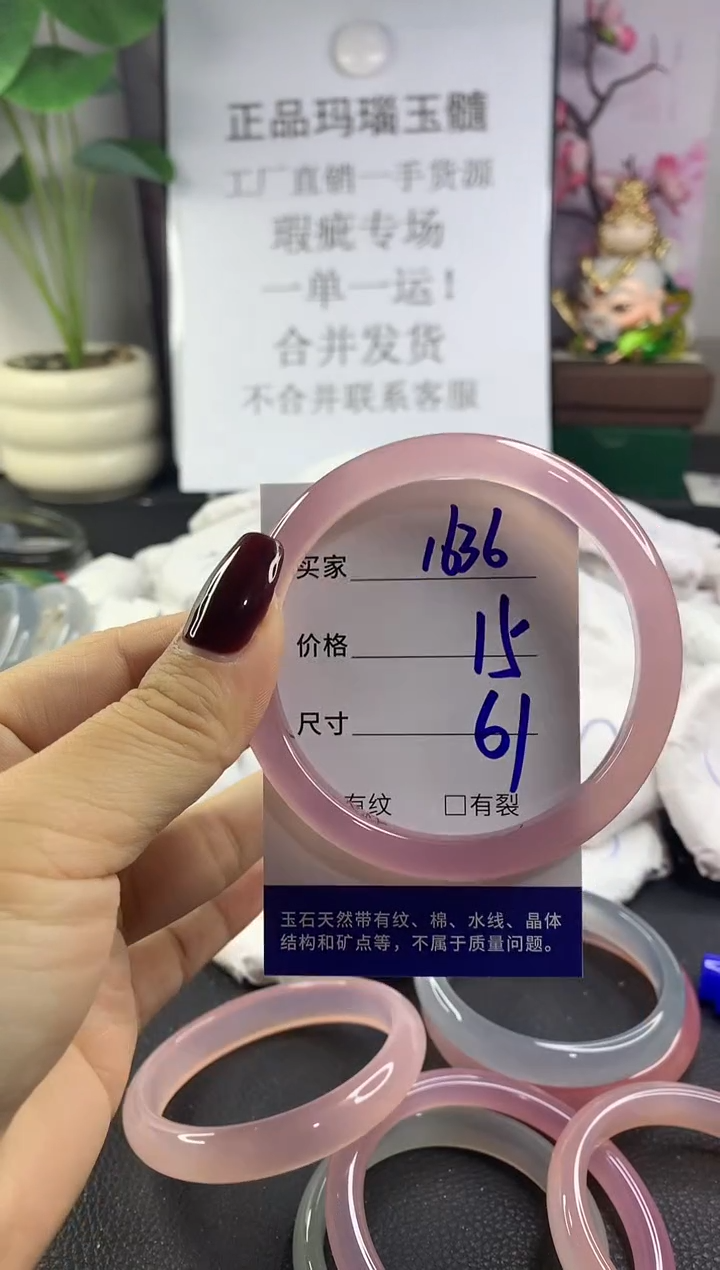 正品玛瑙玉髓
工厂直销一手货源
瑕疵专场
一单一运！
合并发货
不合并联系客服
买家 1636
价格 15
尺寸 61
有纹 □有裂
玉石天然带有纹、棉、水线、晶体
结构和矿点等，不属于质量问题。